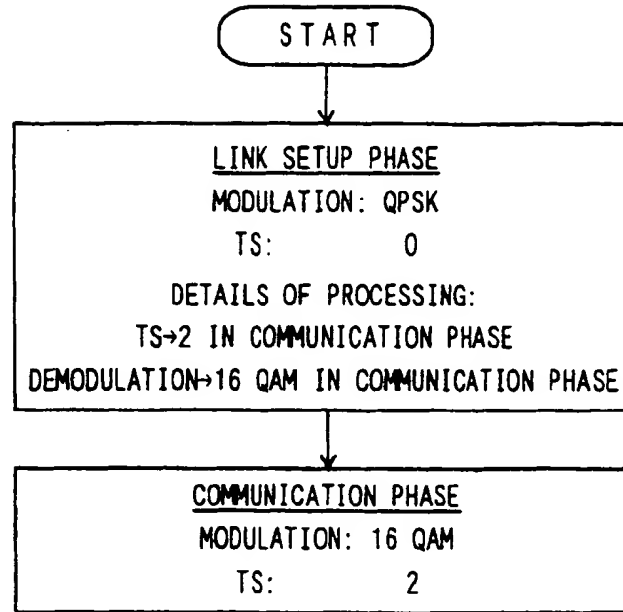 START
LINK SETUP PHASE
MODULATION: QPSK
TS: 0
DETAILS OF PROCESSING:
TS→2 IN COMMUNICATION PHASE
DEMODULATION→16 QAM IN COMMUNICATION PHASE
COMMUNICATION PHASE
MODULATION: 16 QAM
TS: 2